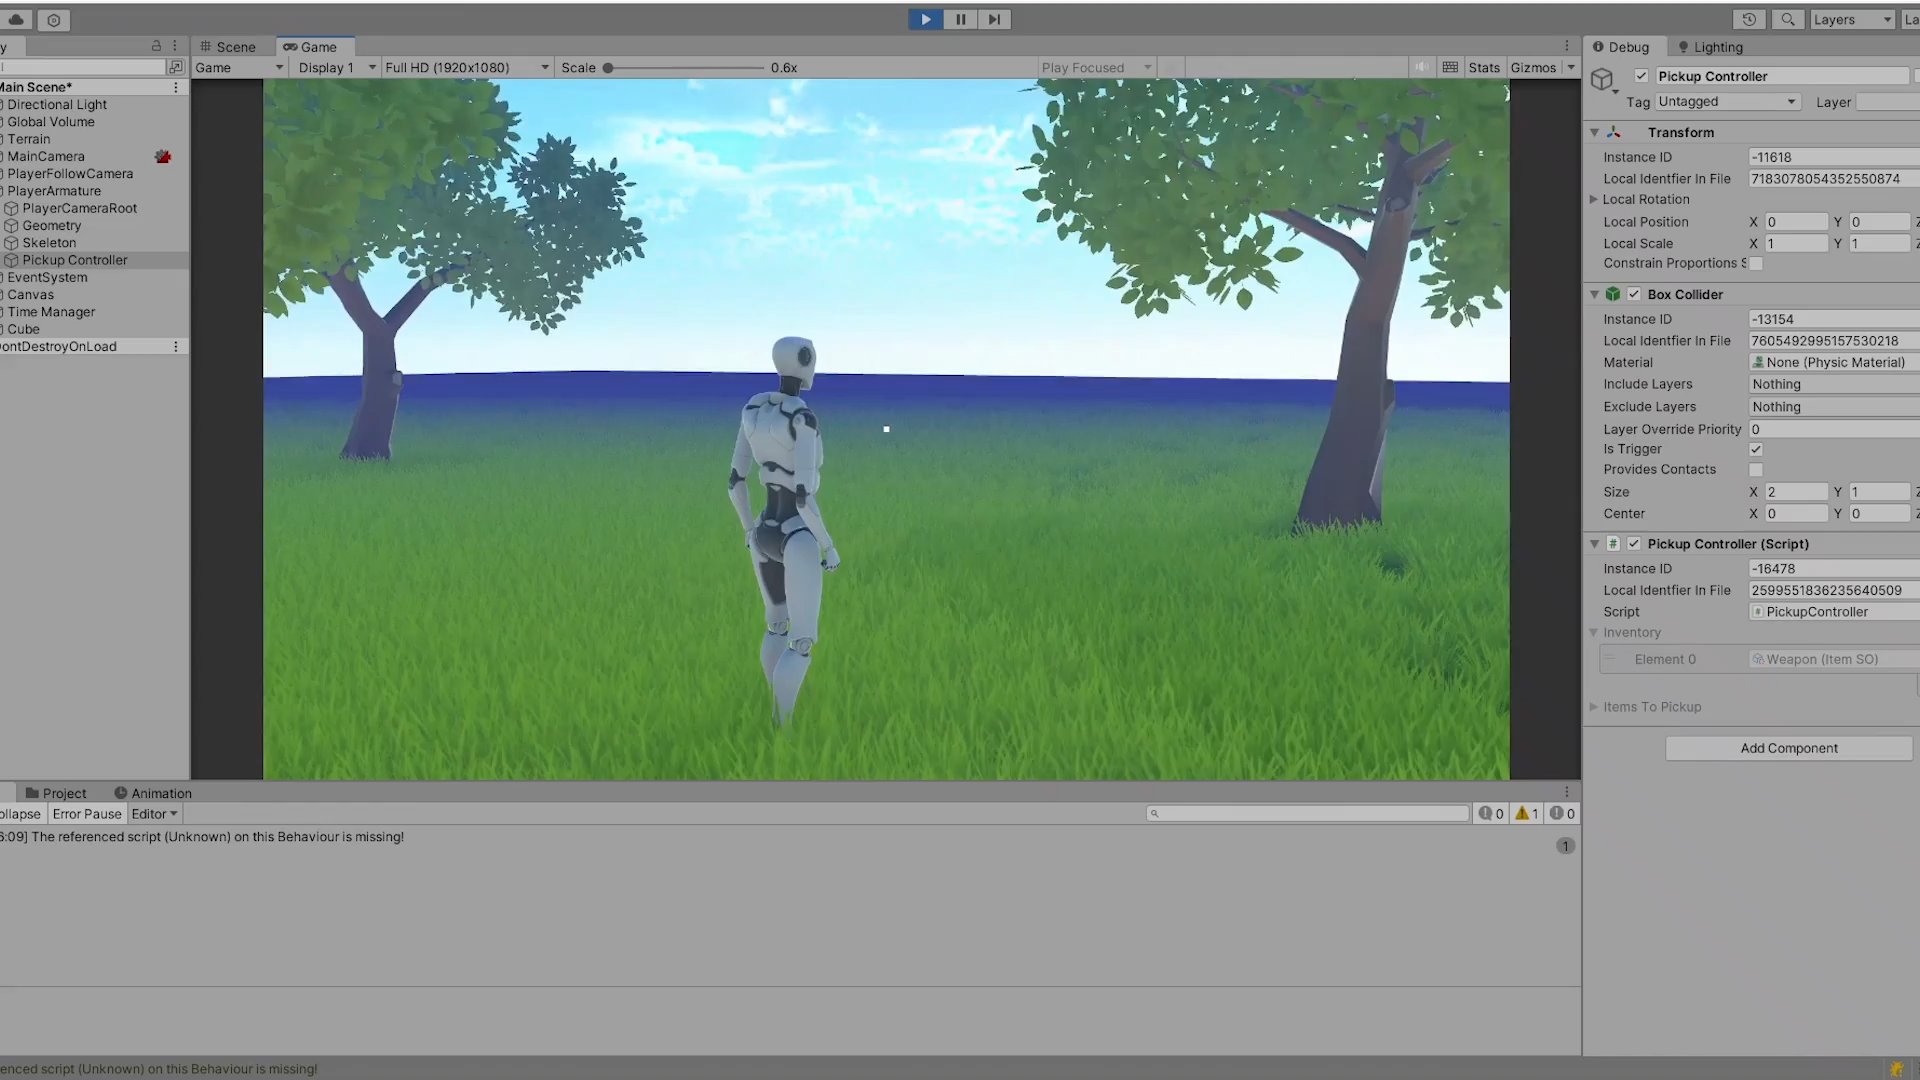 Layers
La
y
Scene
Game
Debug
Lighting
Game
Display 1
Full HD (1920x1080)
Scale
0.6x
Play Focused
Stats
Gizmos
Pickup Controller
Tag Untagged
Layer
Main Scene*
Directional Light
Global Volume
Terrain
MainCamera
PlayerFollowCamera
PlayerArmature
PlayerCameraRoot
Geometry
Skeleton
Pickup Controller
EventSystem
Canvas
Time Manager
Cube
ontDestroyOnLoad
Transform
Instance ID -11618
Local Identfier In File 7183078054352550874
Local Rotation
Local Position X 0 Y 0 Z
Local Scale X 1 Y 1 Z
Constrain Proportions S
Box Collider
Instance ID -13154
Local Identfier In File 7605492995157530218
Material None (Physic Material)
Include Layers Nothing
Exclude Layers Nothing
Layer Override Priority 0
Is Trigger
Provides Contacts
Size X 2 Y 1 Z
Center X 0 Y 0 Z
Pickup Controller (Script)
Instance ID -16478
Local Identfier In File 2599551836235640509
Script PickupController
Inventory
Element 0 Weapon (Item SO)
Items To Pickup
Add Component
Project
Animation
ollapse
Error Pause
Editor
0
1
0
6:09] The referenced script (Unknown) on this Behaviour is missing!
1
enced script (Unknown) on this Behaviour is missing!